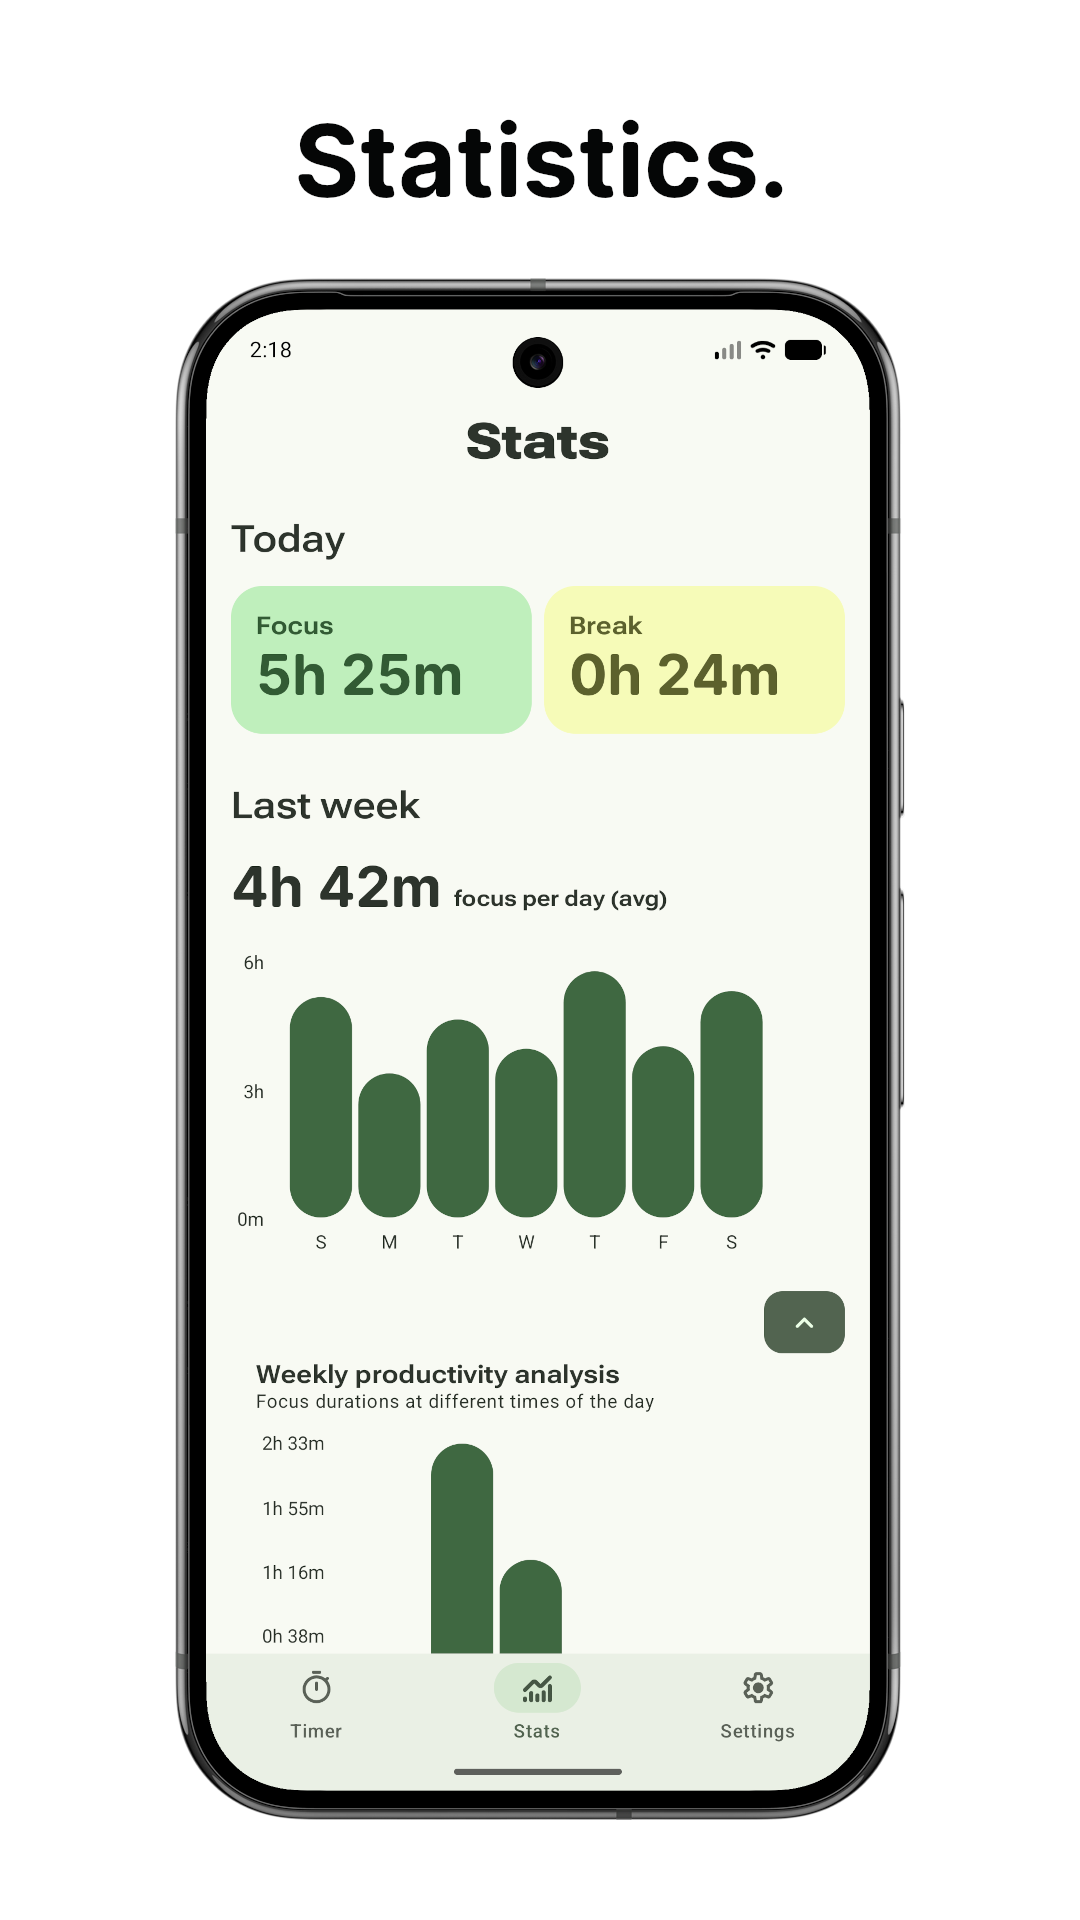 Statistics.
2:18
Stats
Today
Focus
5h 25m
Break
0h 24m
Last week
4h 42m focus per day (avg)
6h
3h
0m
S M T W T F S
Weekly productivity analysis
Focus durations at different times of the day
2h 33m
1h 55m
1h 16m
0h 38m
Timer Stats Settings